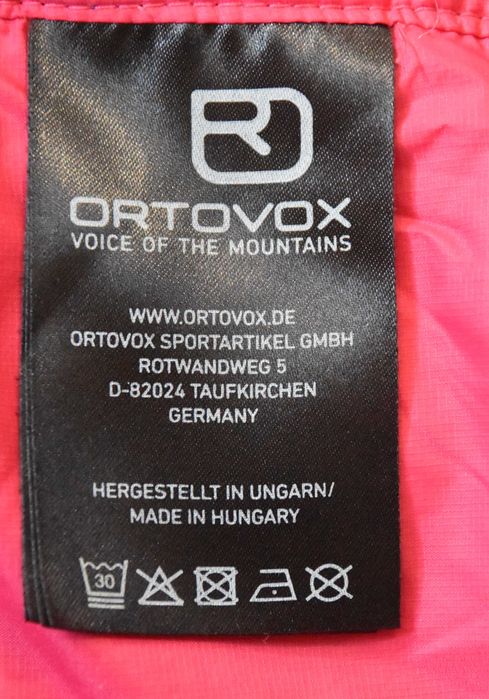 ORTOVOX
VOICE OF THE MOUNTAINS
WWW.ORTOVOX.DE
ORTOVOX SPORTARTIKEL GMBH
ROTWANDWEG 5
D-82024 TAUFKIRCHEN
GERMANY
HERGESTELLT IN UNGARN/
MADE IN HUNGARY
30